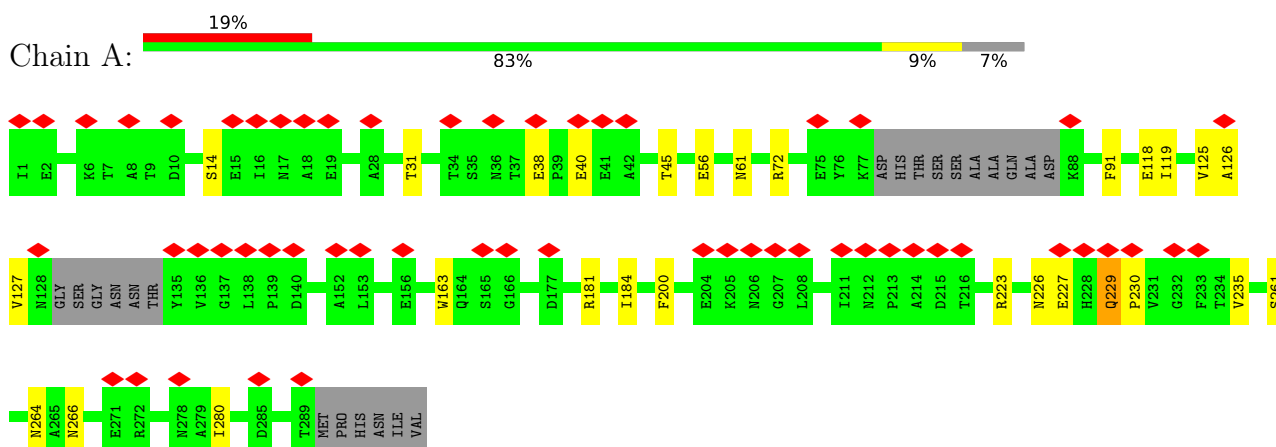 19%
Chain A:
83% 9% 7%
I1 E2 K6 T7 A8 T9 D10 S14 E15 I16 N17 A18 E19 A28 T31 T34 S35 N36 T37 E38 P39 E40 E41 A42 T45 E56 N61 R72 E75 Y76 K77 ASP HIS THR SER SER ALA ALA GLN ALA ASP K88 F91 E118 I119 V125 A126
V127 N128 GLY SER GLY ASN ASN THR Y135 V136 G137 L138 P139 D140 A152 L153 E156 W163 Q164 S165 G166 D177 R181 I184 F200 E204 K205 N206 G207 L208 I211 N212 P213 A214 D215 T216 R223 N226 E227 H228 Q229 P230 V231 G232 F233 T234 V235 S261
N264 A265 N266 E271 R272 N278 A279 I280 D285 T289 MET PRO HIS ASN ILE VAL